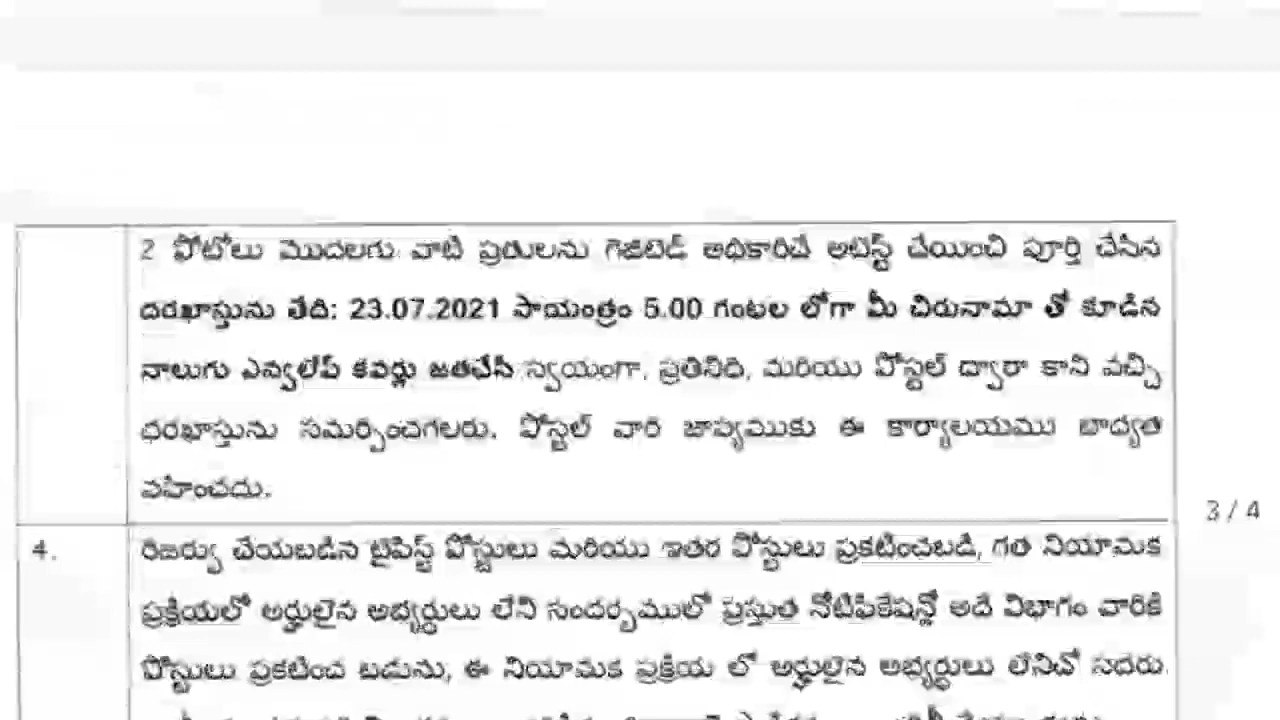 2 ఫోటోలు మొదలగు వాటి ప్రతులను గెజిటెడ్ అధికారిచే అటెస్ట్ చేయించి పూర్తి చేసిన
దరఖాస్తును తేది: 23.07.2021 సాయంత్రం 5.00 గంటల లోగా మీ చిరునామా తో కూడిన
నాలుగు ఎన్వలేప్ కవర్లు జతచేసి స్వయంగా, ప్రతినిధి, మరియు పోస్టల్ ద్వారా కాని వచ్చి
ధరఖాస్తును సమర్పించగలరు. పోస్టల్ వారి జాప్యముకు ఈ కార్యాలయము బాద్యత
వహించదు.
3 / 4
4. రిజర్వు చేయబడిన టైపిస్ట్ పోస్టులు మరియు ఇతర పోస్టులు ప్రకటించబడి, గత నియామక
ప్రక్రియలో అర్హులైన అభ్యర్ధులు లేని సందర్భములో ప్రస్తుత నోటిఫికేషన్లో అదే విభాగం వారికి
పోస్టులు ప్రకటించ బడును, ఈ నియామక ప్రక్రియ లో అర్హులైన అభ్యర్ధులు లేనిచో సదరు